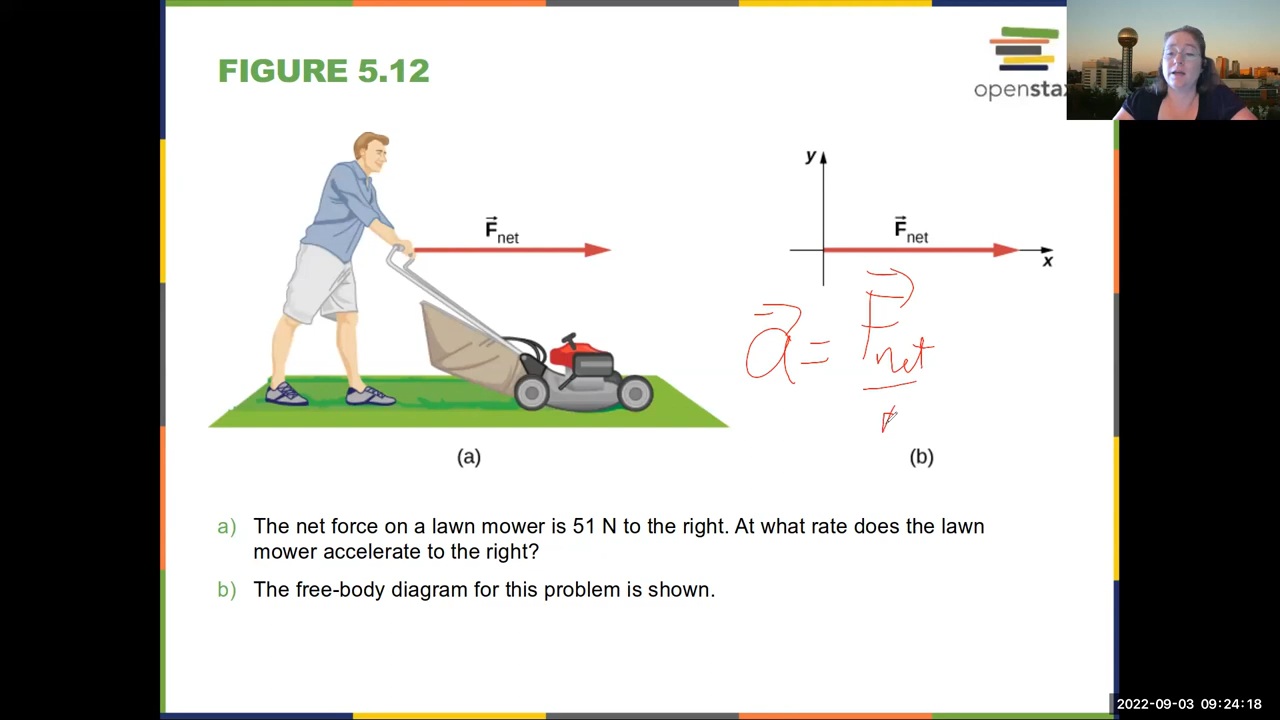 FIGURE 5.12
openstax
F net
y
F net
x
a = F net
(a)
(b)
a) The net force on a lawn mower is 51 N to the right. At what rate does the lawn
mower accelerate to the right?
b) The free-body diagram for this problem is shown.
2022-09-03 09:24:18